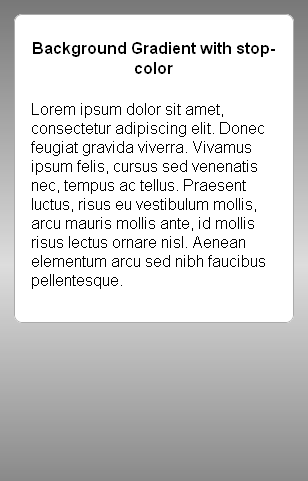 Background Gradient with stop-
color
Lorem ipsum dolor sit amet,
consectetur adipiscing elit. Donec
feugiat gravida viverra. Vivamus
ipsum felis, cursus sed venenatis
nec, tempus ac tellus. Praesent
luctus, risus eu vestibulum mollis,
arcu mauris mollis ante, id mollis
risus lectus ornare nisl. Aenean
elementum arcu sed nibh faucibus
pellentesque.